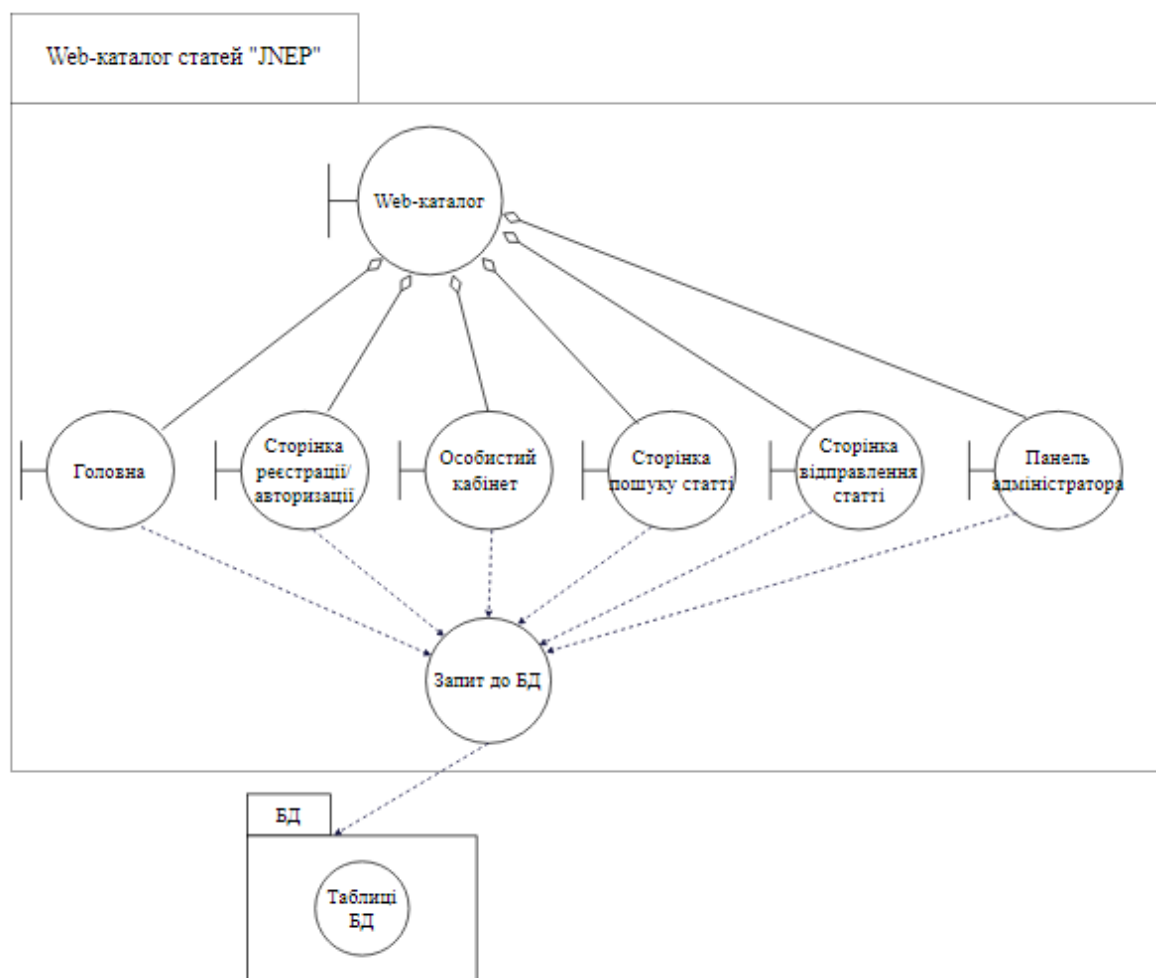 Web-каталог статей "JNEP"
Web-каталог
Головна
Сторінка
реєстрації/
авторизації
Особистий
кабінет
Сторінка
пошуку статті
Сторінка
відправлення
статті
Панель
адміністратора
Запит до БД
БД
Таблиці
БД